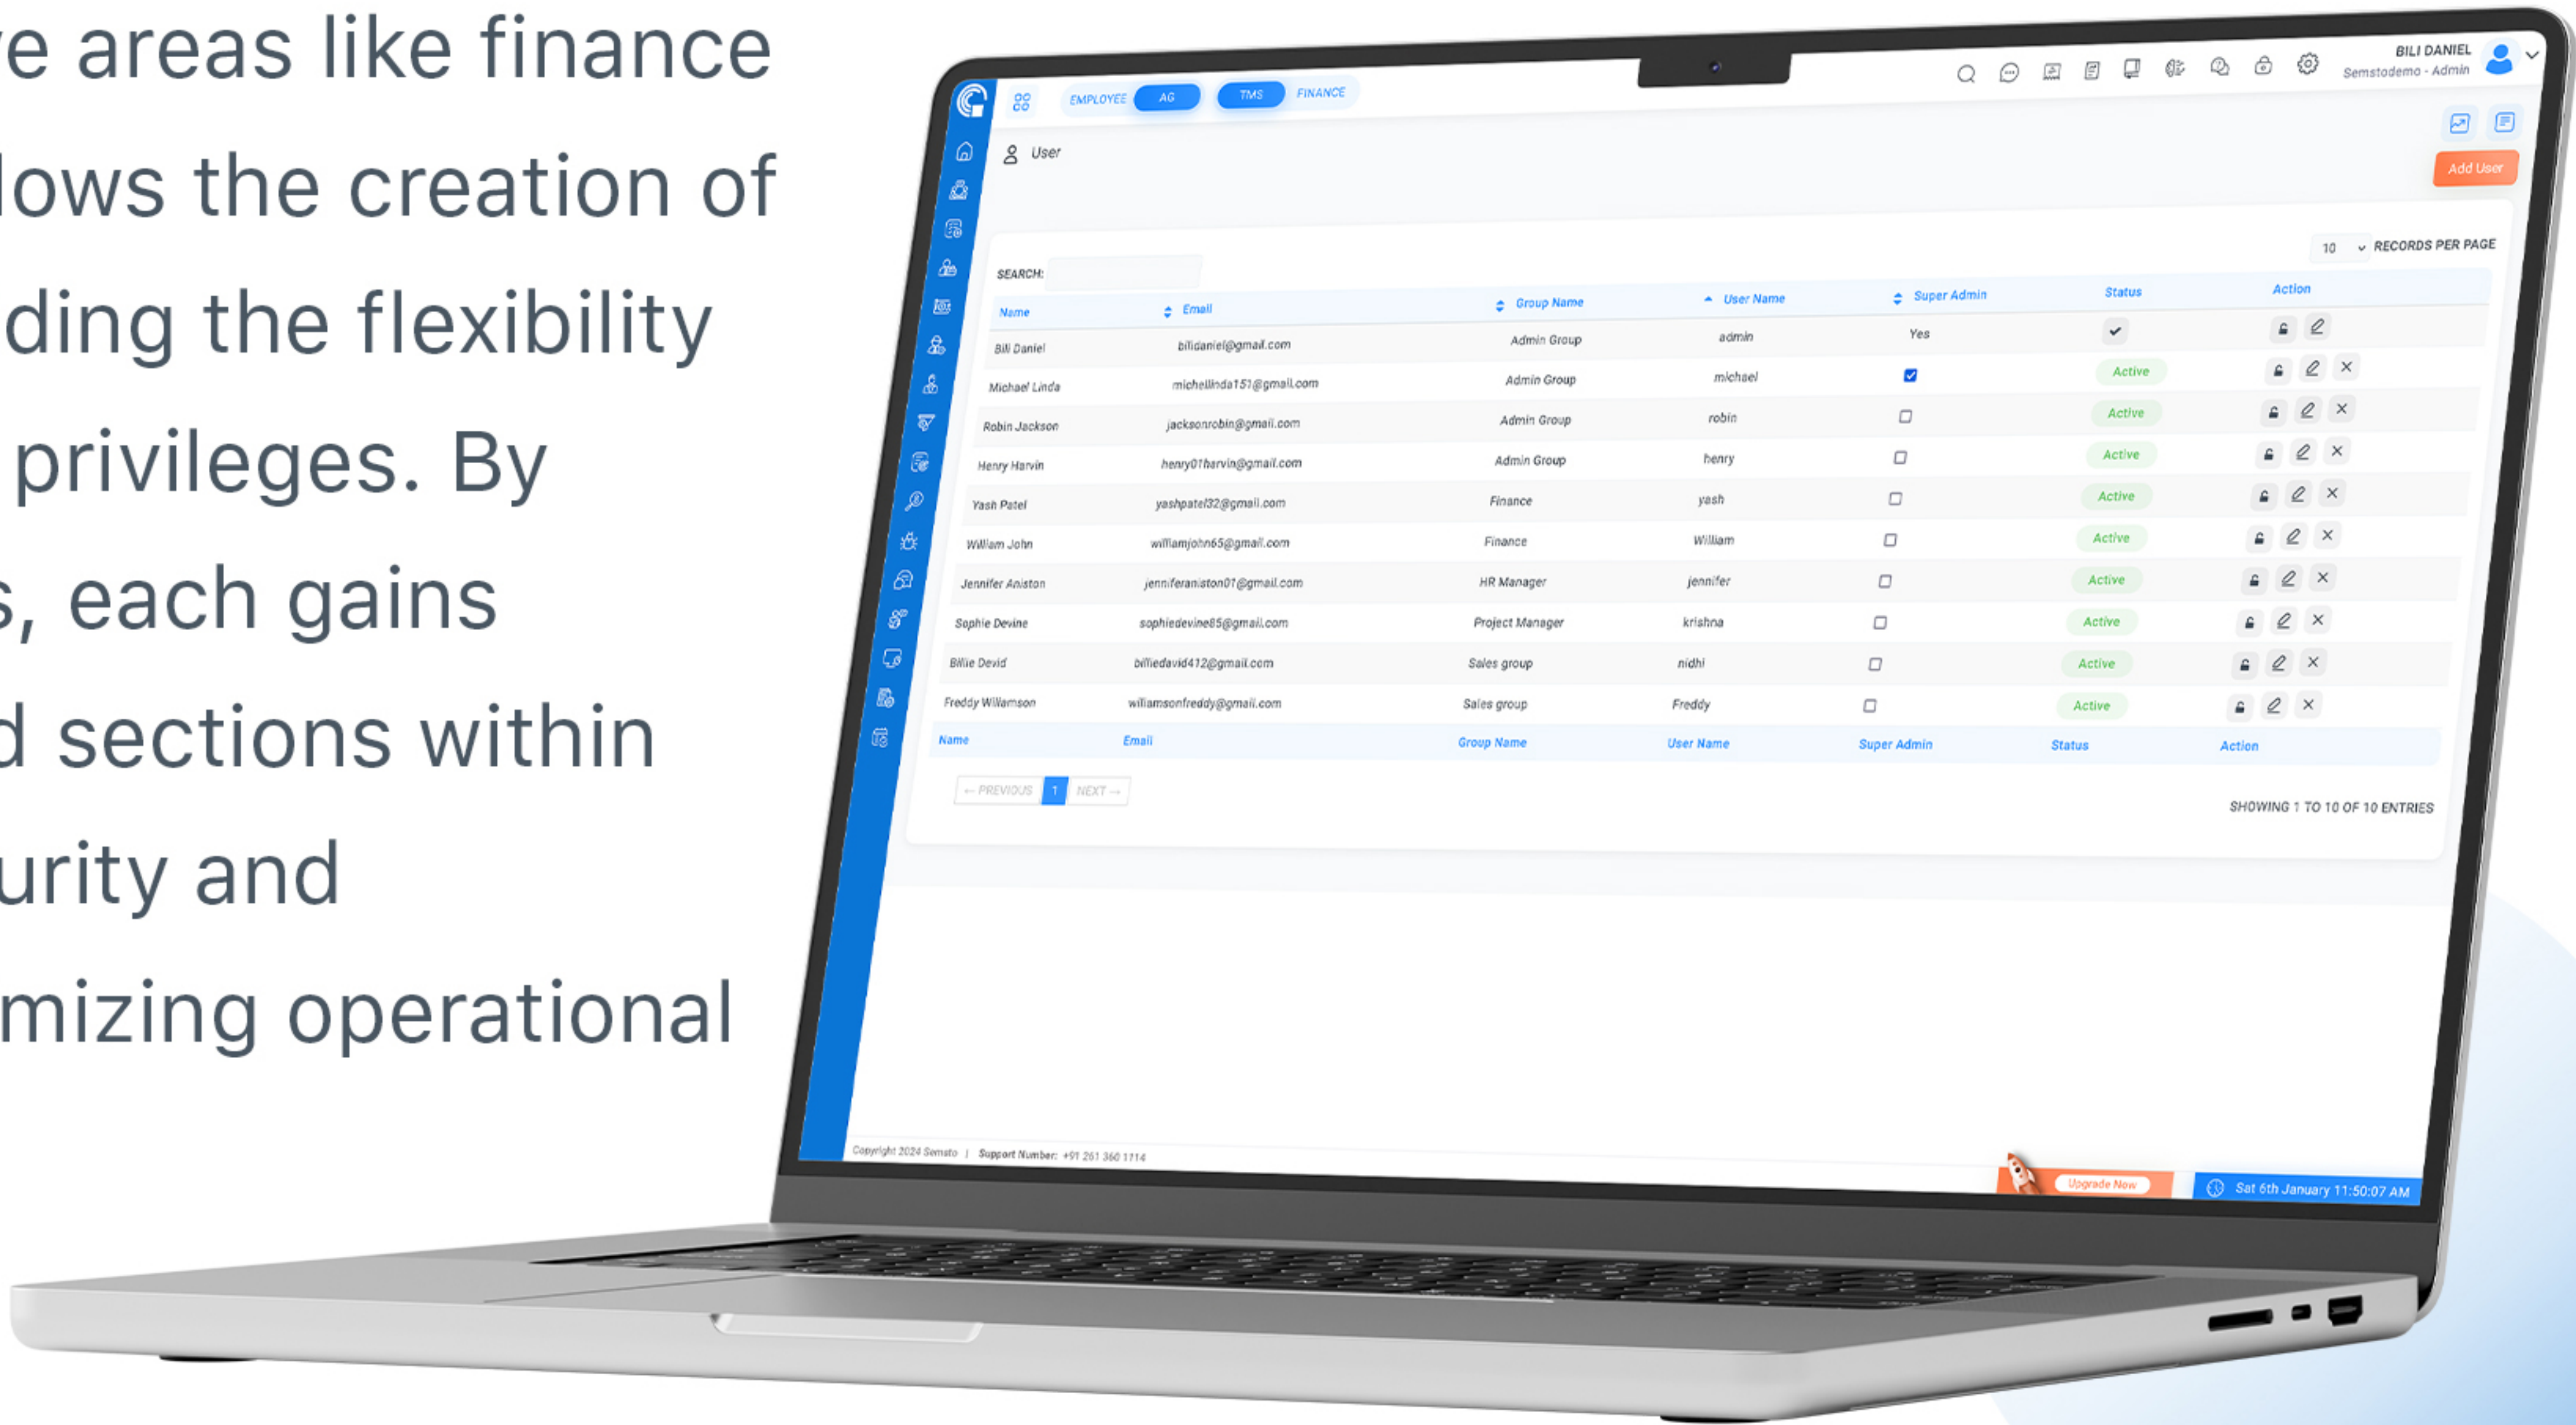 ve areas like finance
lows the creation of
ding the flexibility
privileges. By
s, each gains
d sections within
urity and
mizing operational
EMPLOYEE AG TMS FINANCE
BILI DANIEL
Semstodemo - Admin
User
Add User
10 RECORDS PER PAGE
SEARCH:
Name Email Group Name User Name Super Admin Status Action
Bili Daniel bilidaniel@gmail.com Admin Group admin Yes
Michael Linda michellinda151@gmail.com Admin Group michael Active
Robin Jackson jacksonrobin@gmail.com Admin Group robin Active
Henry Harvin henry01harvin@gmail.com Admin Group henry Active
Yash Patel yashpatel32@gmail.com Finance yash Active
William John williamjohn65@gmail.com Finance William Active
Jennifer Aniston jenniferaniston01@gmail.com HR Manager jennifer Active
Sophie Devine sophiedevine85@gmail.com Project Manager krishna Active
Billie Devid billiedavid412@gmail.com Sales group nidhi Active
Freddy Willamson wiliamsonfreddy@gmail.com Sales group Freddy Active
Name Email Group Name User Name Super Admin Status Action
← PREVIOUS 1 NEXT →
SHOWING 1 TO 10 OF 10 ENTRIES
Copyright 2024 Semsto | Support Number: +91 261 360 1114
Upgrade Now
Sat 6th January 11:50:07 AM